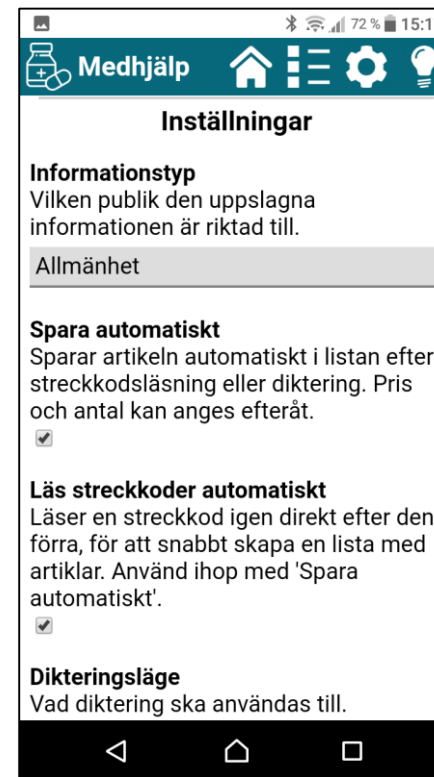 72 % 15:1
Medhjälp
Inställningar
Informationstyp
Vilken publik den uppslagna
informationen är riktad till.
Allmänhet
Spara automatiskt
Sparar artikeln automatiskt i listan efter
streckkodsläsning eller diktering. Pris
och antal kan anges efteråt.
Läs streckkoder automatiskt
Läser en streckkod igen direkt efter den
förra, för att snabbt skapa en lista med
artiklar. Använd ihop med 'Spara
automatiskt'.
Dikteringsläge
Vad diktering ska användas till.